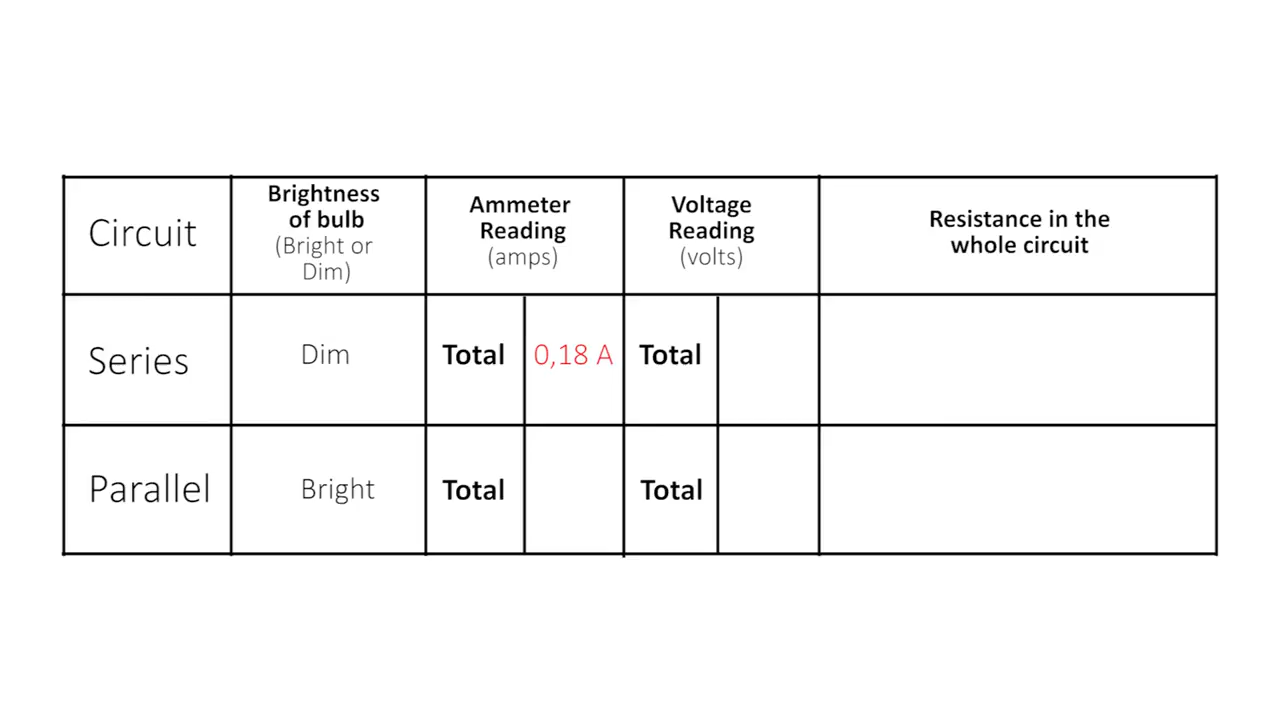 Circuit
Brightness
of bulb
(Bright or
Dim)
Ammeter
Reading
(amps)
Voltage
Reading
(volts)
Resistance in the
whole circuit
Series
Dim
Total
0,18 A
Total
Parallel
Bright
Total
Total